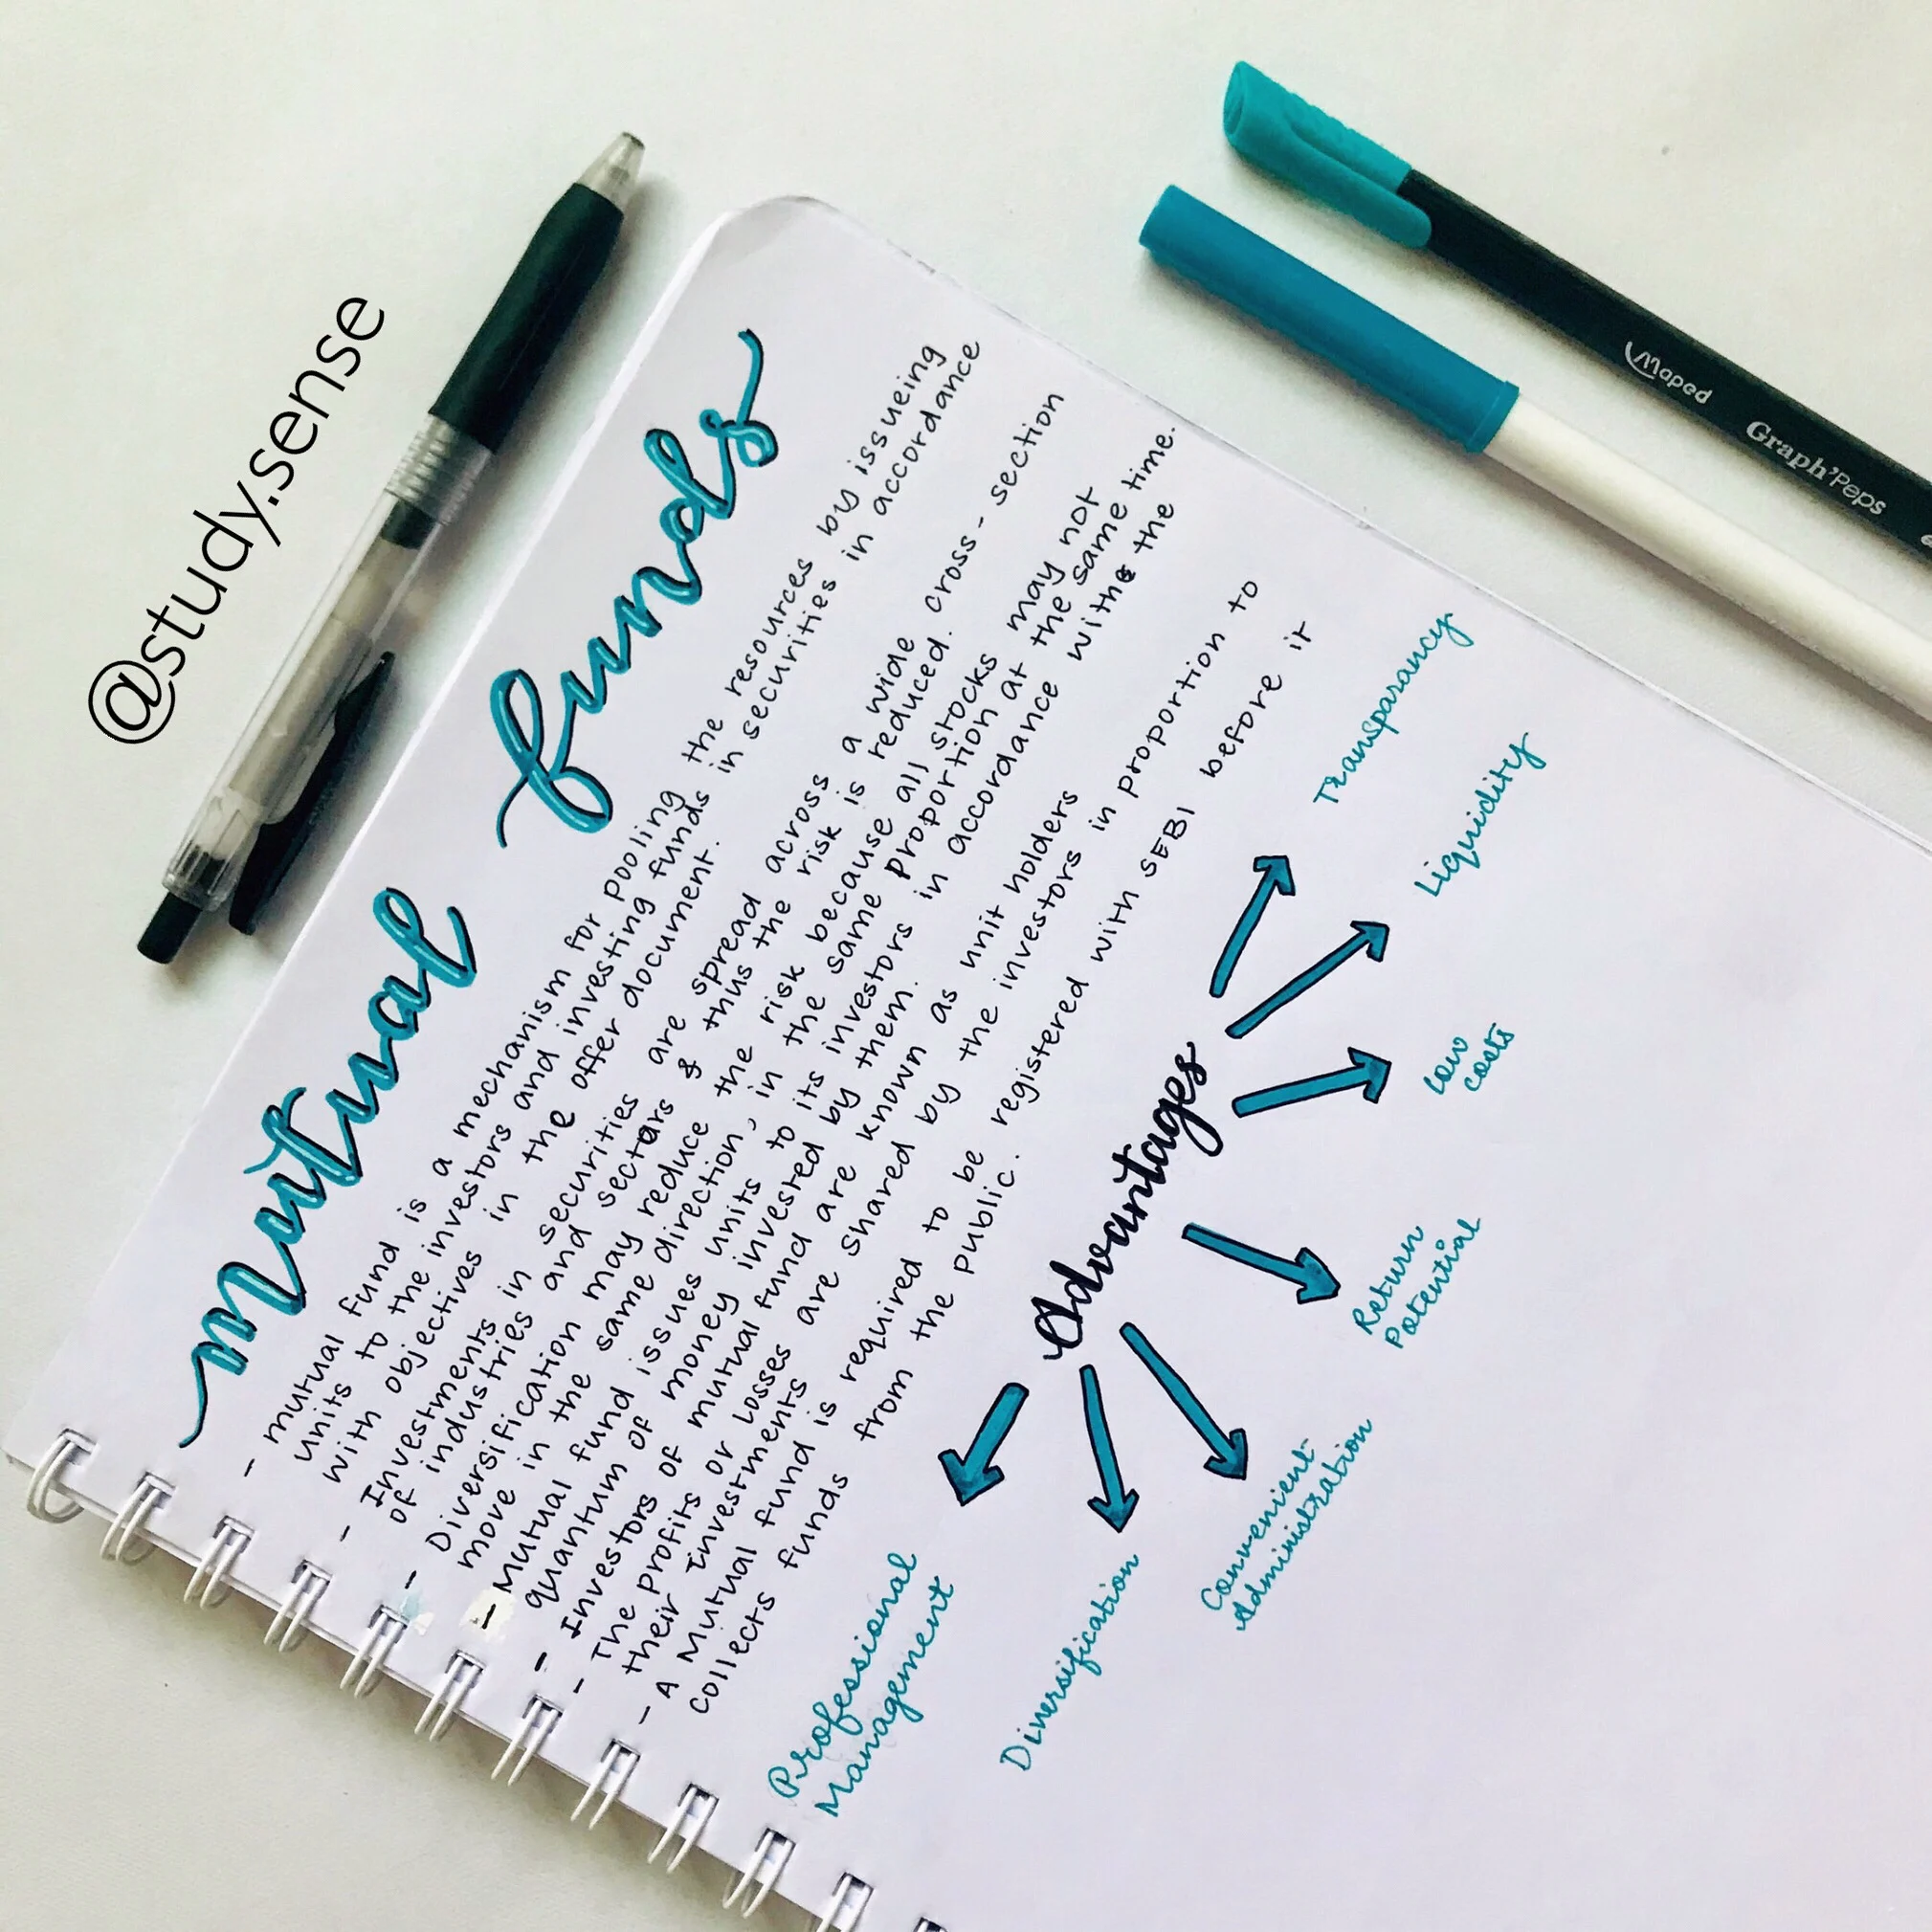 @study.sense
mutual funds
- mutual fund is a mechanism for pooling the resources by issueing
units to the investors and investing funds in securities in accordance
with objectives in the offer document.
- Investments in securities are spread across a wide cross-section
of industries and sectors & thus the risk is reduced.
- Diversification may reduce the risk because all stocks may not
move in the same direction, in the same proportion at the same time.
- Mutual fund issues units to its investors in accordance with the
quantum of money invested by them.
- Investors of mutual fund are known as unit holders
- The profits or losses are shared by the investors in proportion to
their Investments
- A Mutual fund is required to be registered with SEBI before it
collects funds from the public.
Advantages
Professional
Management
Diversification
Convenient
Administration
Return
Potential
Low
costs
Liquidity
Transparancy
Maped Graph'Peps